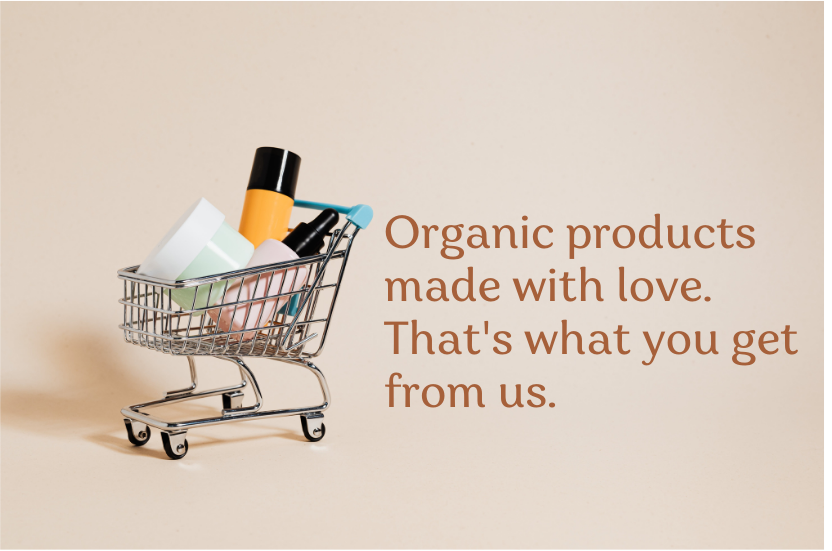 Organic products
made with love.
That's what you get
from us.